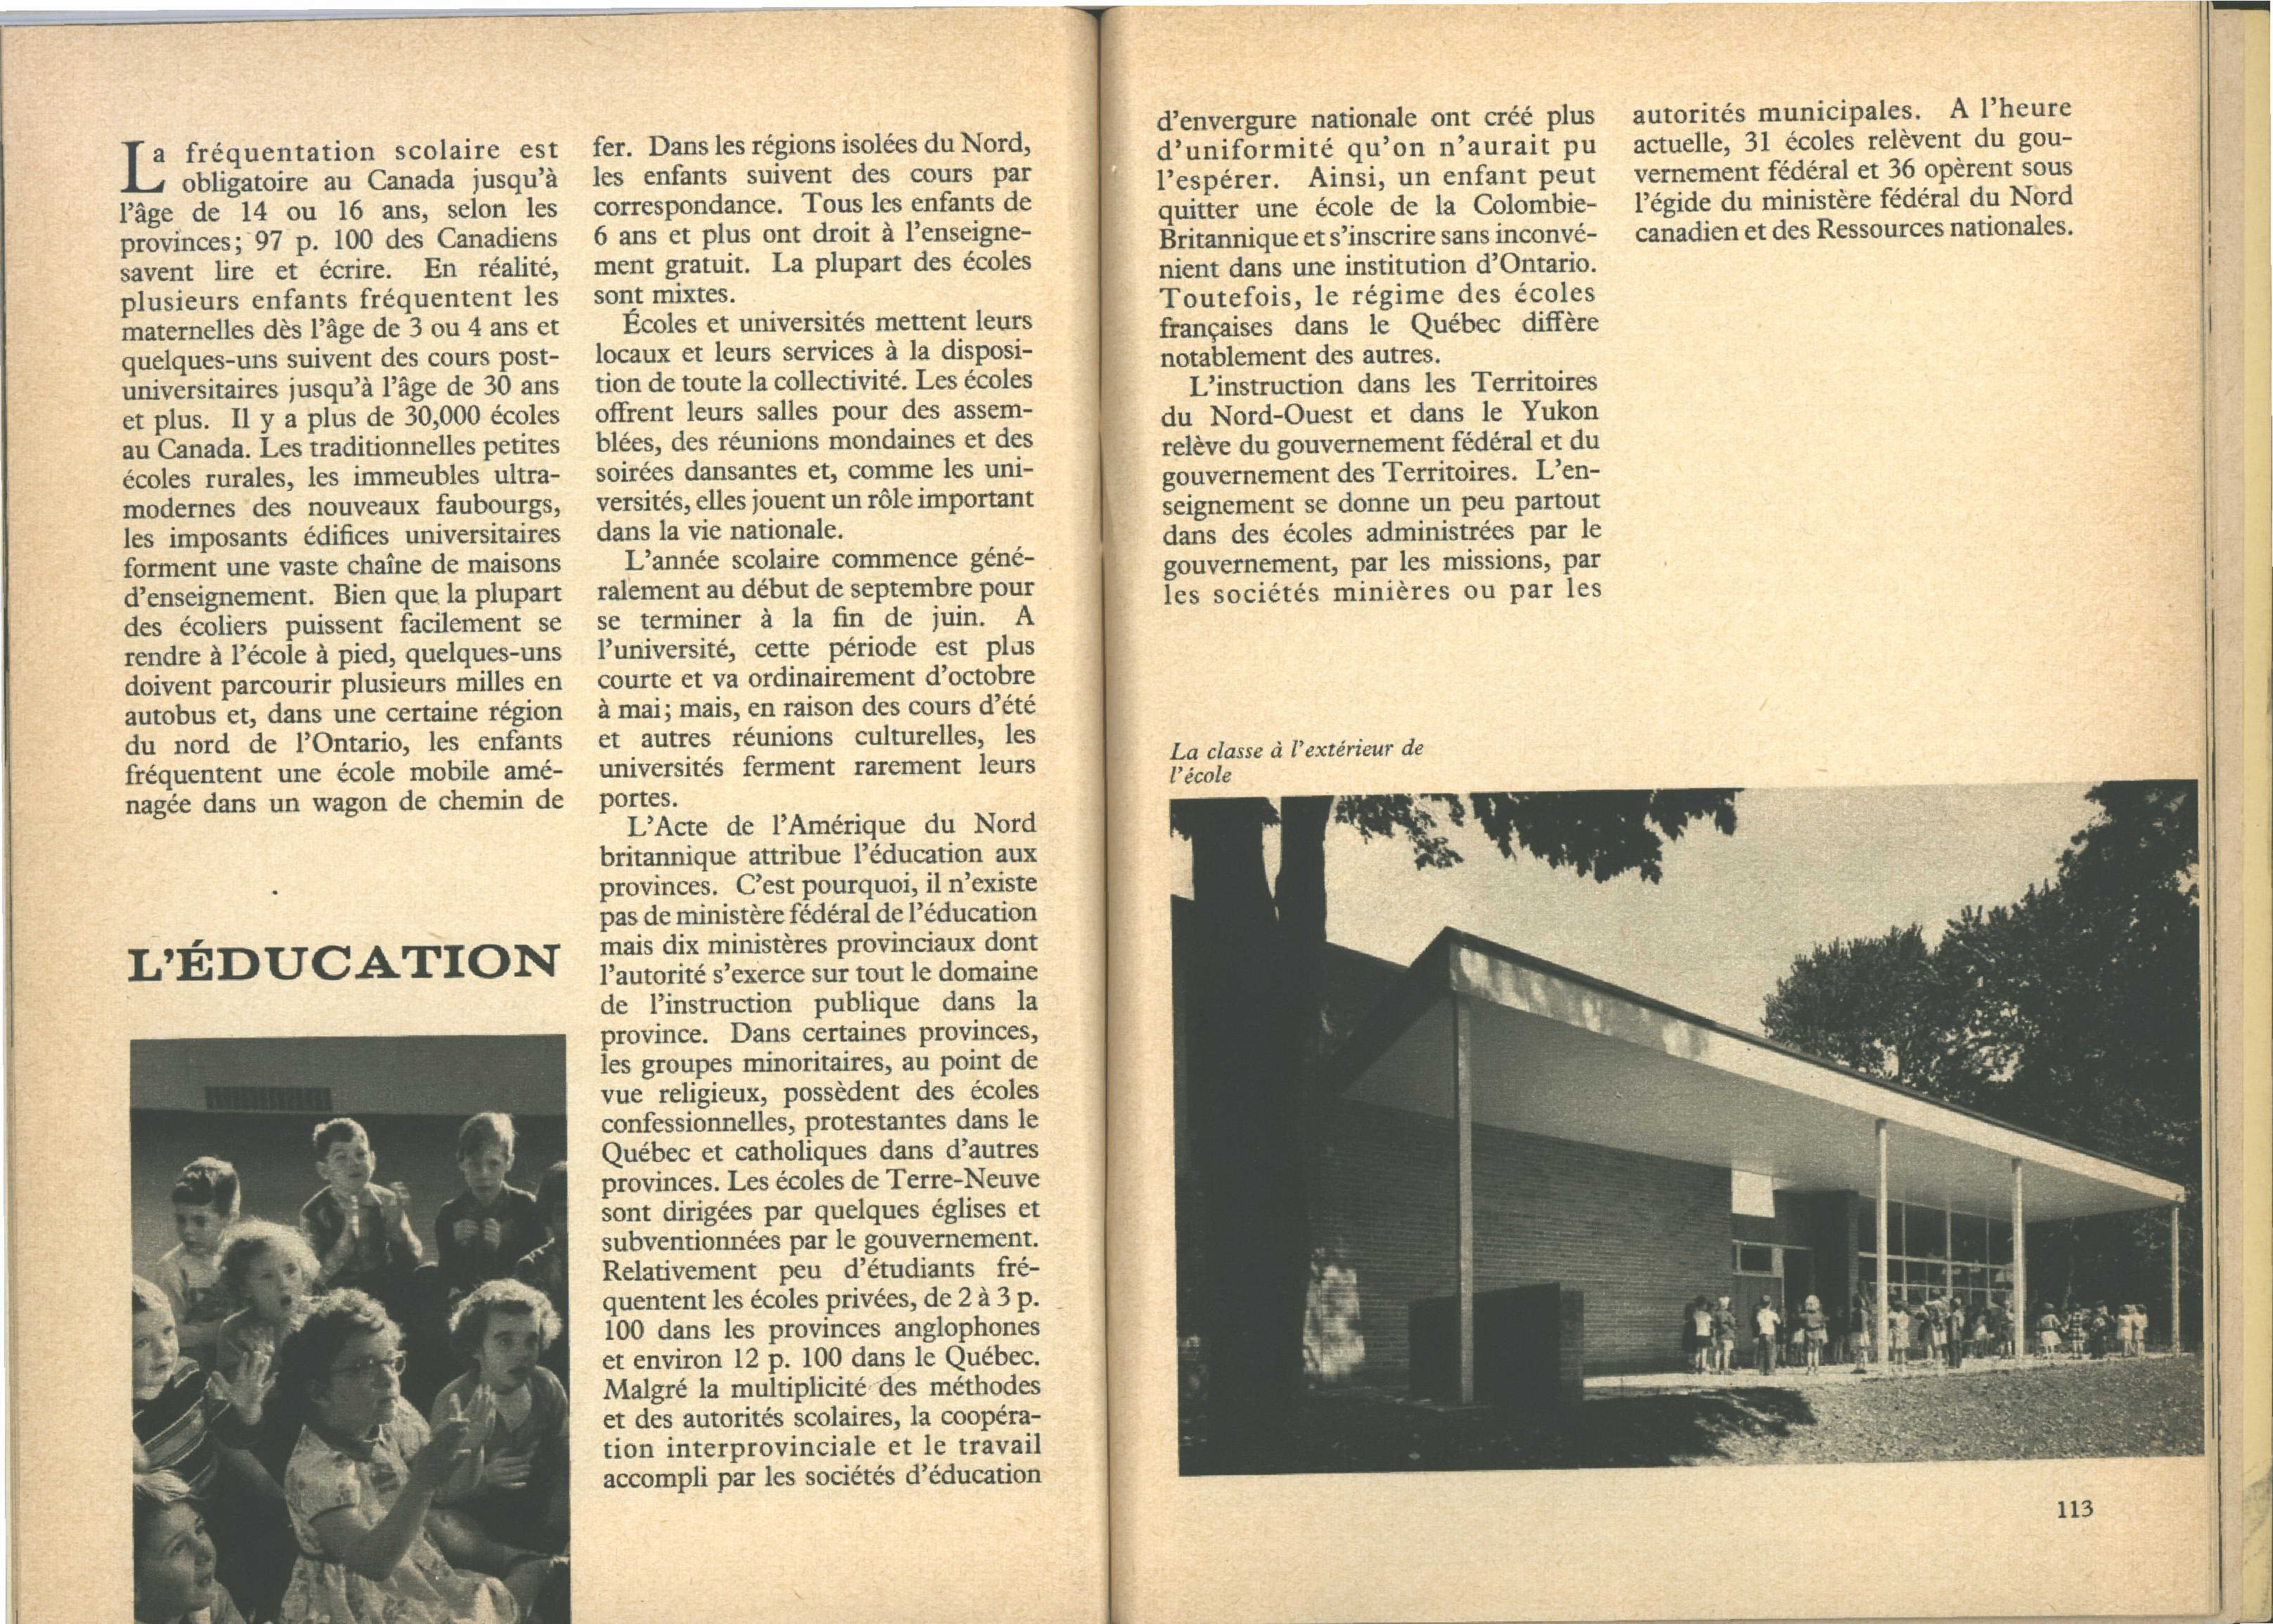 La fréquentation scolaire est
obligatoire au Canada jusqu'à
l'âge de 14 ou 16 ans, selon les
provinces; 97 p. 100 des Canadiens
savent lire et écrire. En réalité,
plusieurs enfants fréquentent les
maternelles dès l'âge de 3 ou 4 ans et
quelques-uns suivent des cours post-
universitaires jusqu'à l'âge de 30 ans
et plus. Il y a plus de 30,000 écoles
au Canada. Les traditionnelles petites
écoles rurales, les immeubles ultra-
modernes des nouveaux faubourgs,
les imposants édifices universitaires
forment une vaste chaîne de maisons
d'enseignement. Bien que la plupart
des écoliers puissent facilement se
rendre à l'école à pied, quelques-uns
doivent parcourir plusieurs milles en
autobus et, dans une certaine région
du nord de l'Ontario, les enfants
fréquentent une école mobile amé-
nagée dans un wagon de chemin de
L'ÉDUCATION
fer. Dans les régions isolées du Nord,
les enfants suivent des cours par
correspondance. Tous les enfants de
6 ans et plus ont droit à l'enseigne-
ment gratuit. La plupart des écoles
sont mixtes.
Écoles et universités mettent leurs
locaux et leurs services à la disposi-
tion de toute la collectivité. Les écoles
offrent leurs salles pour des assem-
blées, des réunions mondaines et des
soirées dansantes et, comme les uni-
versités, elles jouent un rôle important
dans la vie nationale.
L'année scolaire commence géné-
ralement au début de septembre pour
se terminer à la fin de juin. A
l'université, cette période est plus
courte et va ordinairement d'octobre
à mai; mais, en raison des cours d'été
et autres réunions culturelles, les
universités ferment rarement leurs
portes.
L'Acte de l'Amérique du Nord
britannique attribue l'éducation aux
provinces. C'est pourquoi, il n'existe
pas de ministère fédéral de l'éducation
mais dix ministères provinciaux dont
l'autorité s'exerce sur tout le domaine
de l'instruction publique dans la
province. Dans certaines provinces,
les groupes minoritaires, au point de
vue religieux, possèdent des écoles
confessionnelles, protestantes dans le
Québec et catholiques dans d'autres
provinces. Les écoles de Terre-Neuve
sont dirigées par quelques églises et
subventionnées par le gouvernement.
Relativement peu d'étudiants fré-
quentent les écoles privées, de 2 à 3 p.
100 dans les provinces anglophones
et environ 12 p. 100 dans le Québec.
Malgré la multiplicité des méthodes
et des autorités scolaires, la coopéra-
tion interprovinciale et le travail
accompli par les sociétés d'éducation
d'envergure nationale ont créé plus
d'uniformité qu'on n'aurait pu
l'espérer. Ainsi, un enfant peut
quitter une école de la Colombie-
Britannique et s'inscrire sans inconvé-
nient dans une institution d'Ontario.
Toutefois, le régime des écoles
françaises dans le Québec diffère
notablement des autres.
L'instruction dans les Territoires
du Nord-Ouest et dans le Yukon
relève du gouvernement fédéral et du
gouvernement des Territoires. L'en-
seignement se donne un peu partout
dans des écoles administrées par le
gouvernement, par les missions, par
les sociétés minières ou par les
autorités municipales. A l'heure
actuelle, 31 écoles relèvent du gou-
vernement fédéral et 36 opèrent sous
l'égide du ministère fédéral du Nord
canadien et des Ressources nationales.
La classe à l'extérieur de
l'école
113